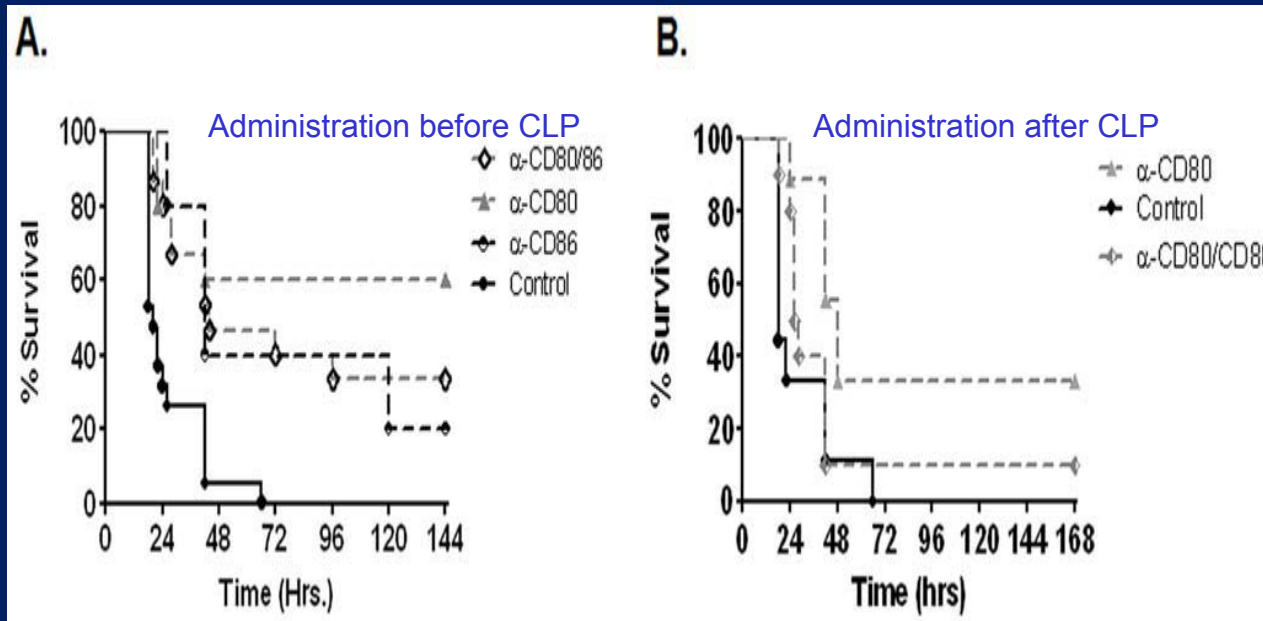 A.
Administration before CLP
α-CD80/86
α-CD80
α-CD86
Control
% Survival
100
80
60
40
20
0
0 24 48 72 96 120 144
Time (Hrs.)
B.
Administration after CLP
α-CD80
Control
α-CD80/CD8
% Survival
100
80
60
40
20
0
0 24 48 72 96 120 144 168
Time (hrs)